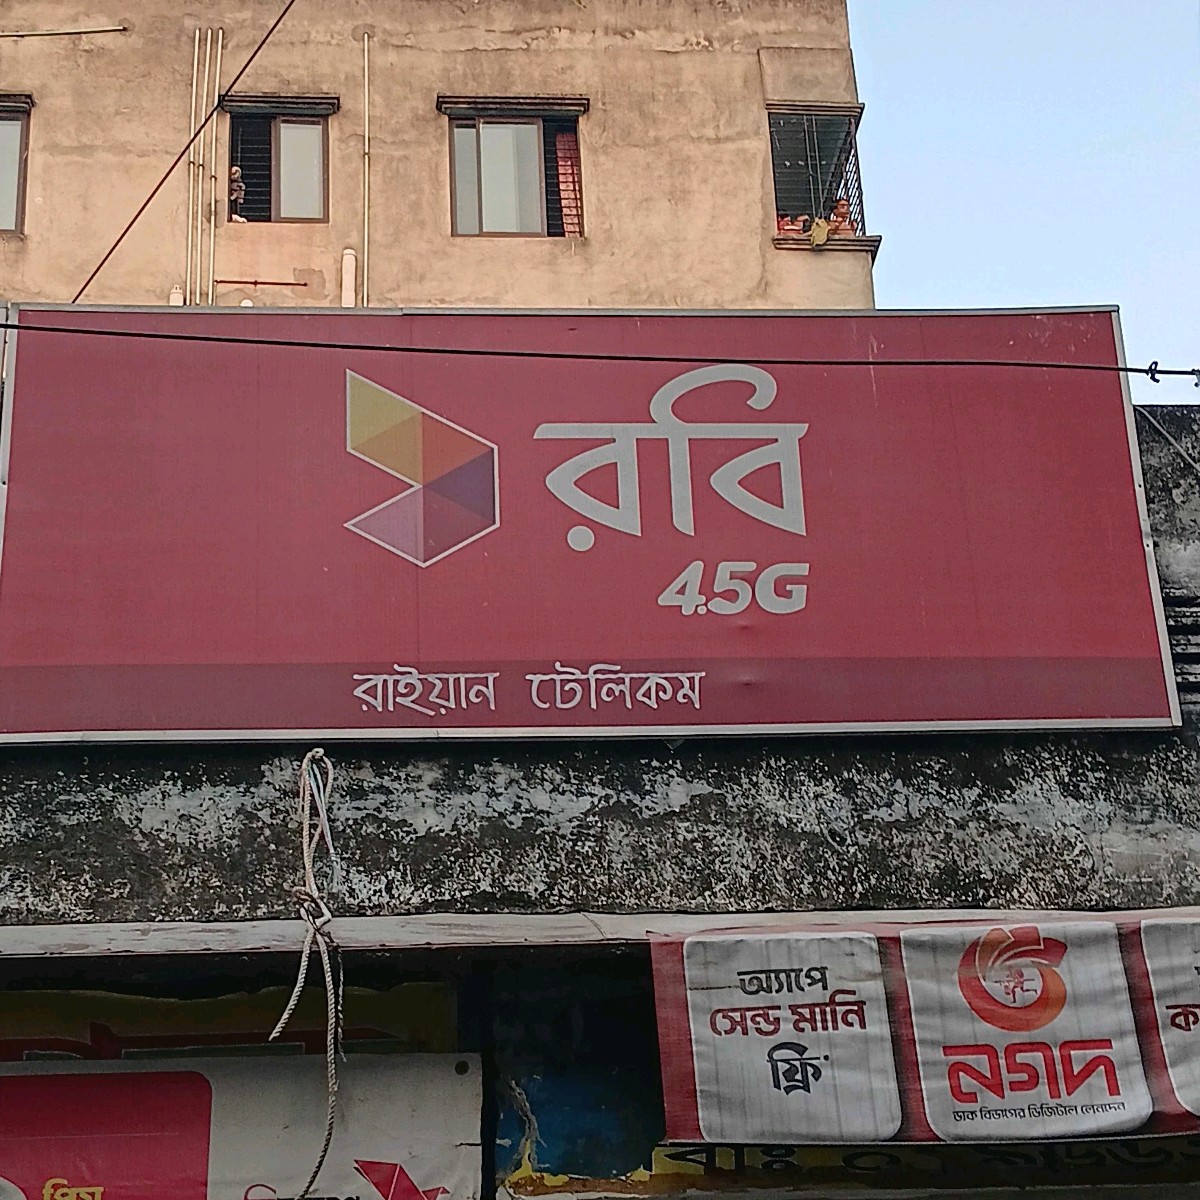 রবি
4.5G
রাইয়ান টেলিকম
অ্যাপে
সেন্ড মানি
ফ্রি
নগদ
ডাক বিভাগের ডিজিটাল লেনদেন